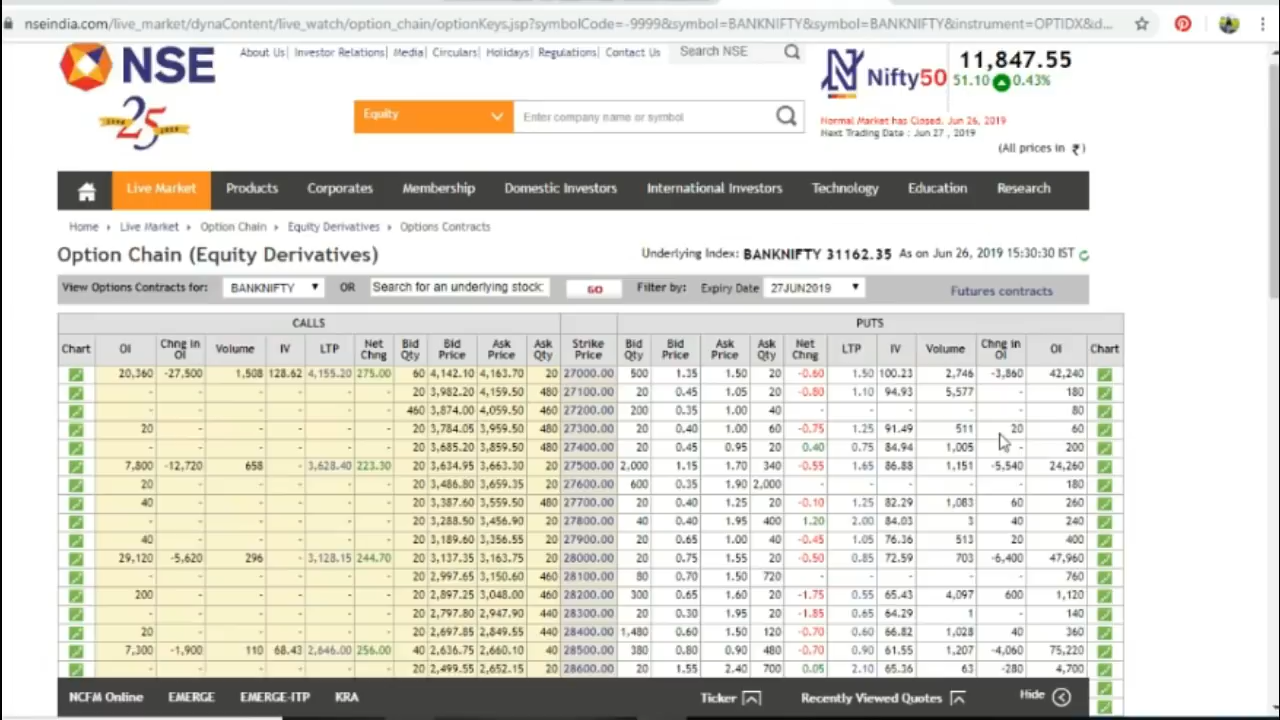 nseindia.com/live_market/dynaContent/live_watch/option_chain/optionKeys.jsp?symbolCode=-9999&symbol=BANKNIFTY&symbol=BANKNIFTY&instrument=OPTIDX&d...
NSE
About Us| Investor Relations| Media| Circulars| Holidays| Regulations| Contact Us
Search NSE
Nifty50
11,847.55
51.10 0.43%
25
Equity
Enter company name or symbol
Normal Market has Closed. Jun 26, 2019
Next Trading Date : Jun 27 , 2019
(All prices in ₹)
Live Market Products Corporates Membership Domestic Investors International Investors Technology Education Research
Home Live Market Option Chain Equity Derivatives Options Contracts
Option Chain (Equity Derivatives)
Underlying Index: BANKNIFTY 31162.35 As on Jun 26, 2019 15:30:30 IST
View Options Contracts for: BANKNIFTY OR Search for an underlying stock: GO Filter by: Expiry Date 27JUN2019 Futures contracts
CALLS PUTS
Chart OI Chng in OI Volume IV LTP Net Chng Bid Qty Bid Price Ask Price Ask Qty Strike Price Bid Qty Bid Price Ask Price Ask Qty Net Chng LTP IV Volume Chng in OI OI Chart
20,360 -27,500 1,508 128.62 4,155.20 275.00 60 4,142.10 4,163.70 20 27000.00 500 1.35 1.50 20 -0.60 1.50 100.23 2,746 -3,860 42,240
- - - - - - 20 3,982.20 4,159.50 480 27100.00 20 0.45 1.05 20 -0.80 1.10 94.93 5,577 - 180
- - - - - - 460 3,874.00 4,059.50 460 27200.00 200 0.35 1.00 40 - - - - - 80
20 - - - - - 20 3,784.05 3,959.50 480 27300.00 20 0.40 1.00 60 -0.75 1.25 91.49 511 20 60
- - - - - - 20 3,685.20 3,859.50 480 27400.00 20 0.45 0.95 20 0.40 0.75 84.94 1,005 - 200
7,800 -12,720 658 - 3,628.40 223.30 20 3,634.95 3,663.30 20 27500.00 2,000 1.15 1.70 340 -0.55 1.65 86.88 1,151 -5,540 24,260
20 - - - - - 20 3,486.80 3,659.35 20 27600.00 600 0.35 1.90 2,000 - - - - - 180
40 - - - - - 20 3,387.60 3,559.50 480 27700.00 20 0.40 1.25 20 -0.10 1.25 82.29 1,083 60 260
- - - - - - 20 3,288.50 3,456.90 20 27800.00 40 0.40 1.95 400 1.20 2.00 84.03 3 40 240
40 - - - - - 20 3,189.60 3,356.55 20 27900.00 20 0.65 1.00 40 -0.45 1.05 76.36 513 20 400
29,120 -5,620 296 - 3,128.15 244.70 20 3,137.35 3,163.75 20 28000.00 20 0.75 1.55 20 -0.50 0.85 72.59 703 -6,400 47,960
- - - - - - 20 2,997.65 3,150.60 460 28100.00 80 0.70 1.50 720 - - - - - 760
200 - - - - - 20 2,897.25 3,048.00 460 28200.00 300 0.65 1.60 20 -1.75 0.55 65.43 4,097 600 1,120
- - - - - - 20 2,797.80 2,947.90 440 28300.00 20 0.30 1.95 20 -1.85 0.65 64.29 1 - 140
20 - - - - - 20 2,697.85 2,849.55 440 28400.00 1,480 0.60 1.50 120 -0.70 0.60 66.82 1,028 40 360
7,300 -1,900 110 68.43 2,646.00 256.00 40 2,636.75 2,660.10 40 28500.00 380 0.80 0.90 480 -0.70 0.90 61.55 1,207 -4,060 75,220
- - - - - - 20 2,499.55 2,652.15 20 28600.00 20 1.55 2.40 700 0.05 2.10 65.36 63 -280 4,700
NCFM Online EMERGE EMERGE-ITP KRA Ticker Recently Viewed Quotes Hide